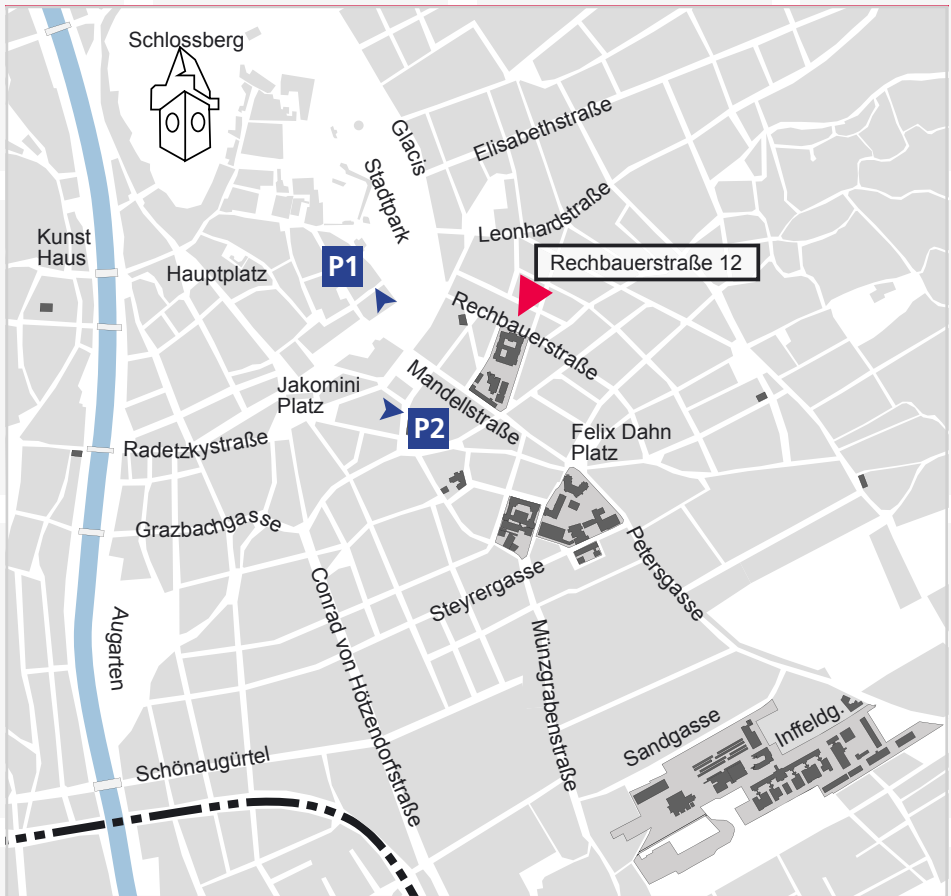 Schlossberg
Glacis
Elisabethstraße
Stadtpark
Leonhardstraße
Kunst
Haus
Hauptplatz
P1
Rechbauerstraße 12
Rechbauerstraße
Jakomini
Platz
Mandellstraße
P2
Felix Dahn
Platz
Radetzkystraße
Grazbachgasse
Petersgasse
Steyrergasse
Conrad von Hötzendorfstraße
Augarten
Münzgrabenstraße
Sandgasse
Inffeldg.
Schönaugürtel